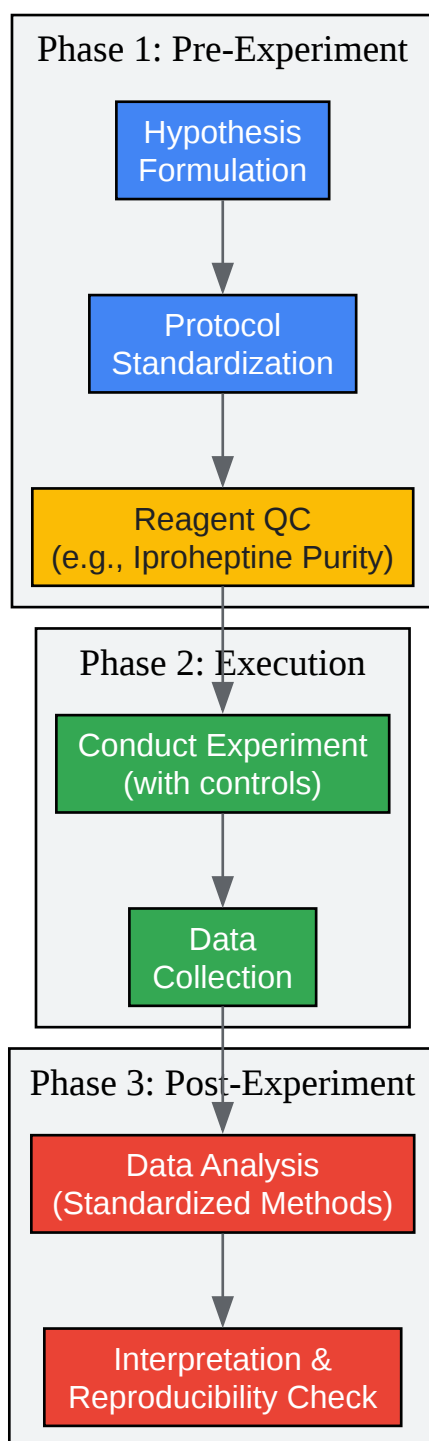 Phase 1: Pre-Experiment
Hypothesis
Formulation
Protocol
Standardization
Reagent QC
(e.g., Iproheptine Purity)
Phase 2: Execution
Conduct Experiment
(with controls)
Data
Collection
Phase 3: Post-Experiment
Data Analysis
(Standardized Methods)
Interpretation &
Reproducibility Check